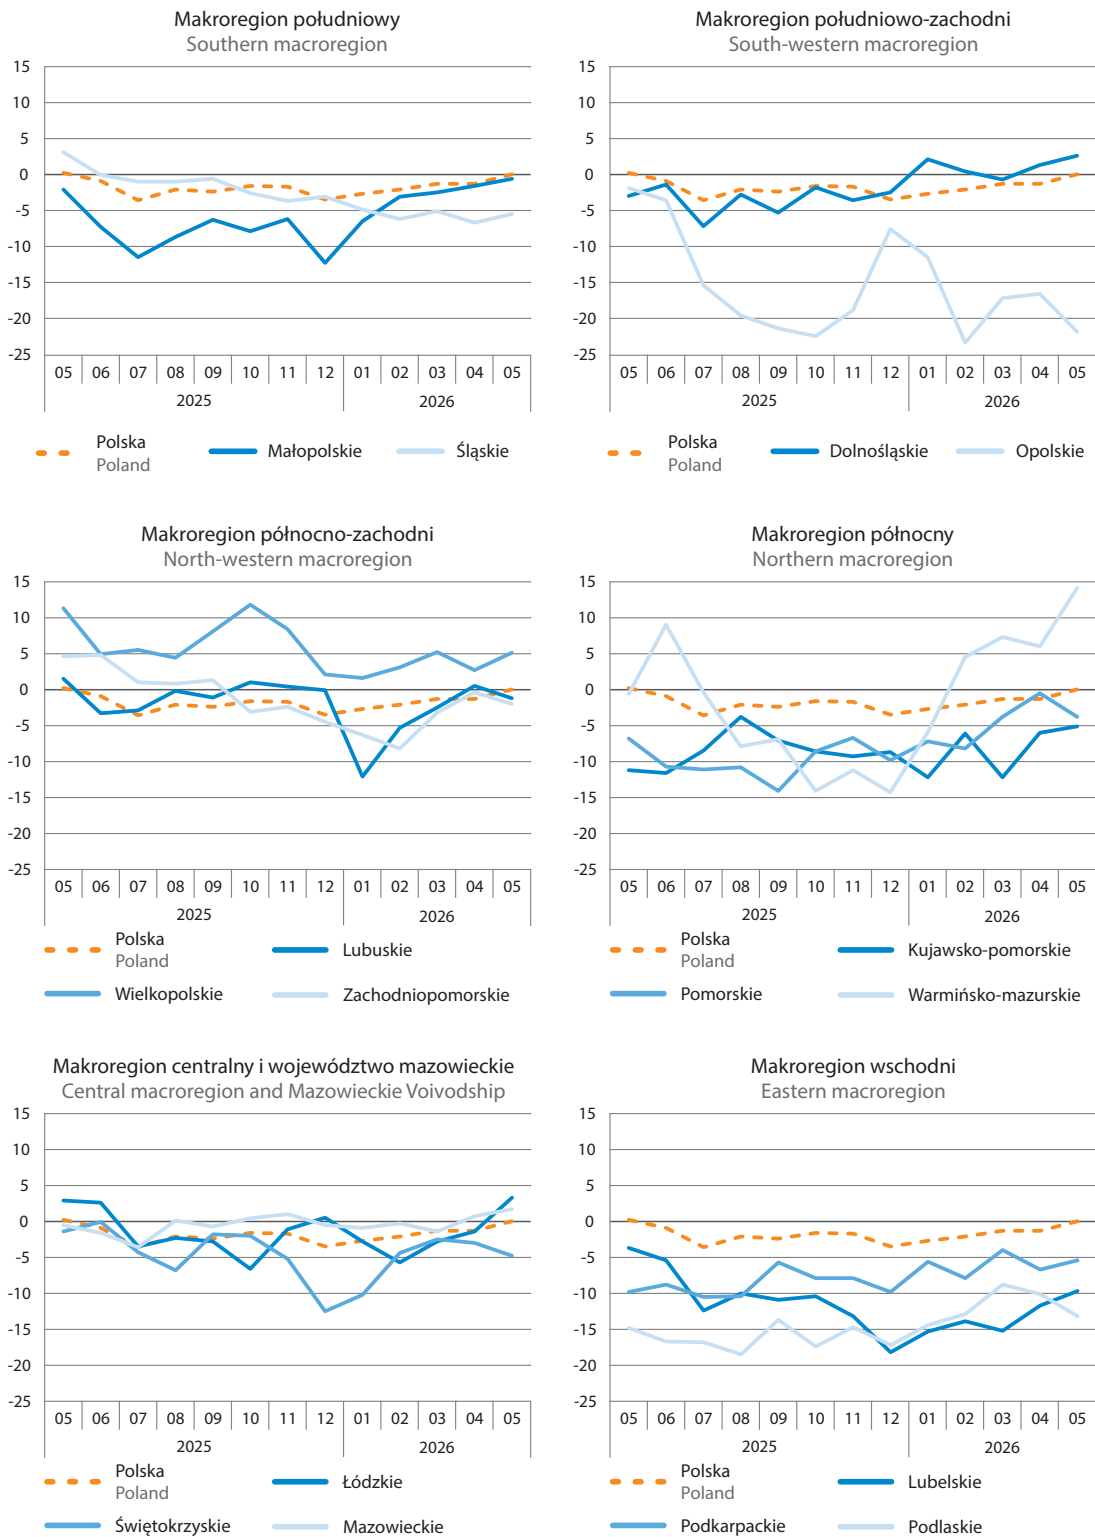 Makroregion południowy
Southern macroregion
15
10
5
0
-5
-10
-15
-20
-25
05 06 07 08 09 10 11 12 01 02 03 04 05
2025 2026
Polska
Poland
Małopolskie
Śląskie
Makroregion południowo-zachodni
South-western macroregion
15
10
5
0
-5
-10
-15
-20
-25
05 06 07 08 09 10 11 12 01 02 03 04 05
2025 2026
Polska
Poland
Dolnośląskie
Opolskie
Makroregion północno-zachodni
North-western macroregion
15
10
5
0
-5
-10
-15
-20
-25
05 06 07 08 09 10 11 12 01 02 03 04 05
2025 2026
Polska
Poland
Lubuskie
Wielkopolskie
Zachodniopomorskie
Makroregion północny
Northern macroregion
15
10
5
0
-5
-10
-15
-20
-25
05 06 07 08 09 10 11 12 01 02 03 04 05
2025 2026
Polska
Poland
Kujawsko-pomorskie
Pomorskie
Warmińsko-mazurskie
Makroregion centralny i województwo mazowieckie
Central macroregion and Mazowieckie Voivodship
15
10
5
0
-5
-10
-15
-20
-25
05 06 07 08 09 10 11 12 01 02 03 04 05
2025 2026
Polska
Poland
Łódzkie
Świętokrzyskie
Mazowieckie
Makroregion wschodni
Eastern macroregion
15
10
5
0
-5
-10
-15
-20
-25
05 06 07 08 09 10 11 12 01 02 03 04 05
2025 2026
Polska
Poland
Lubelskie
Podkarpackie
Podlaskie